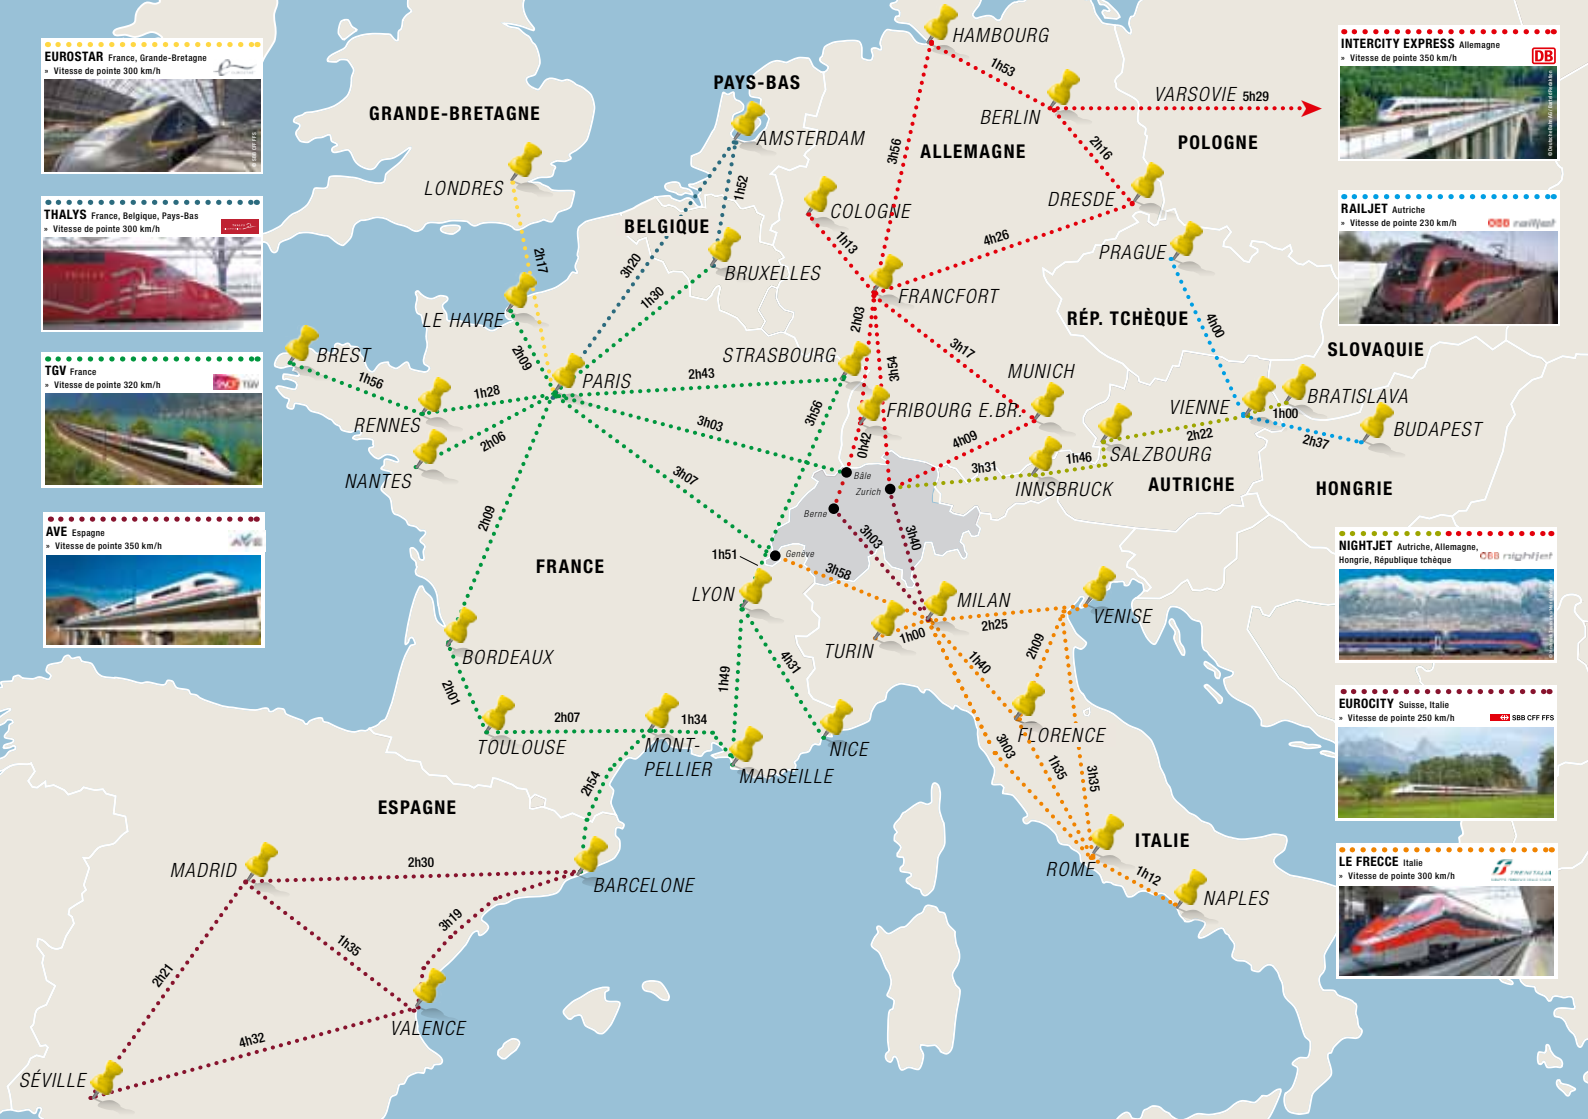 EUROSTAR France, Grande-Bretagne
» Vitesse de pointe 300 km/h
THALYS France, Belgique, Pays-Bas
» Vitesse de pointe 300 km/h
TGV France
» Vitesse de pointe 320 km/h
SNCF TGV
AVE Espagne
» Vitesse de pointe 350 km/h
AVE
INTERCITY EXPRESS Allemagne
» Vitesse de pointe 350 km/h
DB
RAILJET Autriche
» Vitesse de pointe 230 km/h
ÖBB railjet
NIGHTJET Autriche, Allemagne,
Hongrie, République tchèque
ÖBB nightjet
EUROCITY Suisse, Italie
» Vitesse de pointe 250 km/h
SBB CFF FFS
LE FRECCE Italie
» Vitesse de pointe 300 km/h
TRENITALIA
HAMBOURG
1h53
PAYS-BAS
VARSOVIE 5h29
BERLIN
GRANDE-BRETAGNE
AMSTERDAM
POLOGNE
3h56
ALLEMAGNE
2h16
LONDRES
1h52
DRESDE
COLOGNE
BELGIQUE
1h13
4h26
PRAGUE
2h17
3h20
BRUXELLES
1h30
FRANCFORT
LE HAVRE
2h03
RÉP. TCHÈQUE
4h00
2h09
BREST
STRASBOURG
3h17
SLOVAQUIE
1h56
1h28
PARIS
2h43
3h54
MUNICH
BRATISLAVA
RENNES
3h56
FRIBOURG E.BR.
VIENNE
1h00
2h06
3h03
0h42
4h09
2h22
2h37
BUDAPEST
NANTES
3h07
Bâle
3h31
1h46
SALZBOURG
Zurich
INNSBRUCK
AUTRICHE
HONGRIE
2h09
Berne
3h03
3h40
1h51
Genève
FRANCE
3h58
LYON
MILAN
VENISE
1h00
2h25
TURIN
2h09
BORDEAUX
4h31
1h40
2h01
1h49
2h07
1h34
TOULOUSE
MONT-
PELLIER
MARSEILLE
NICE
FLORENCE
3h03
1h35
3h35
2h54
ESPAGNE
ITALIE
MADRID
2h30
BARCELONE
ROME
1h12
NAPLES
3h19
1h35
2h21
VALENCE
4h32
SÉVILLE